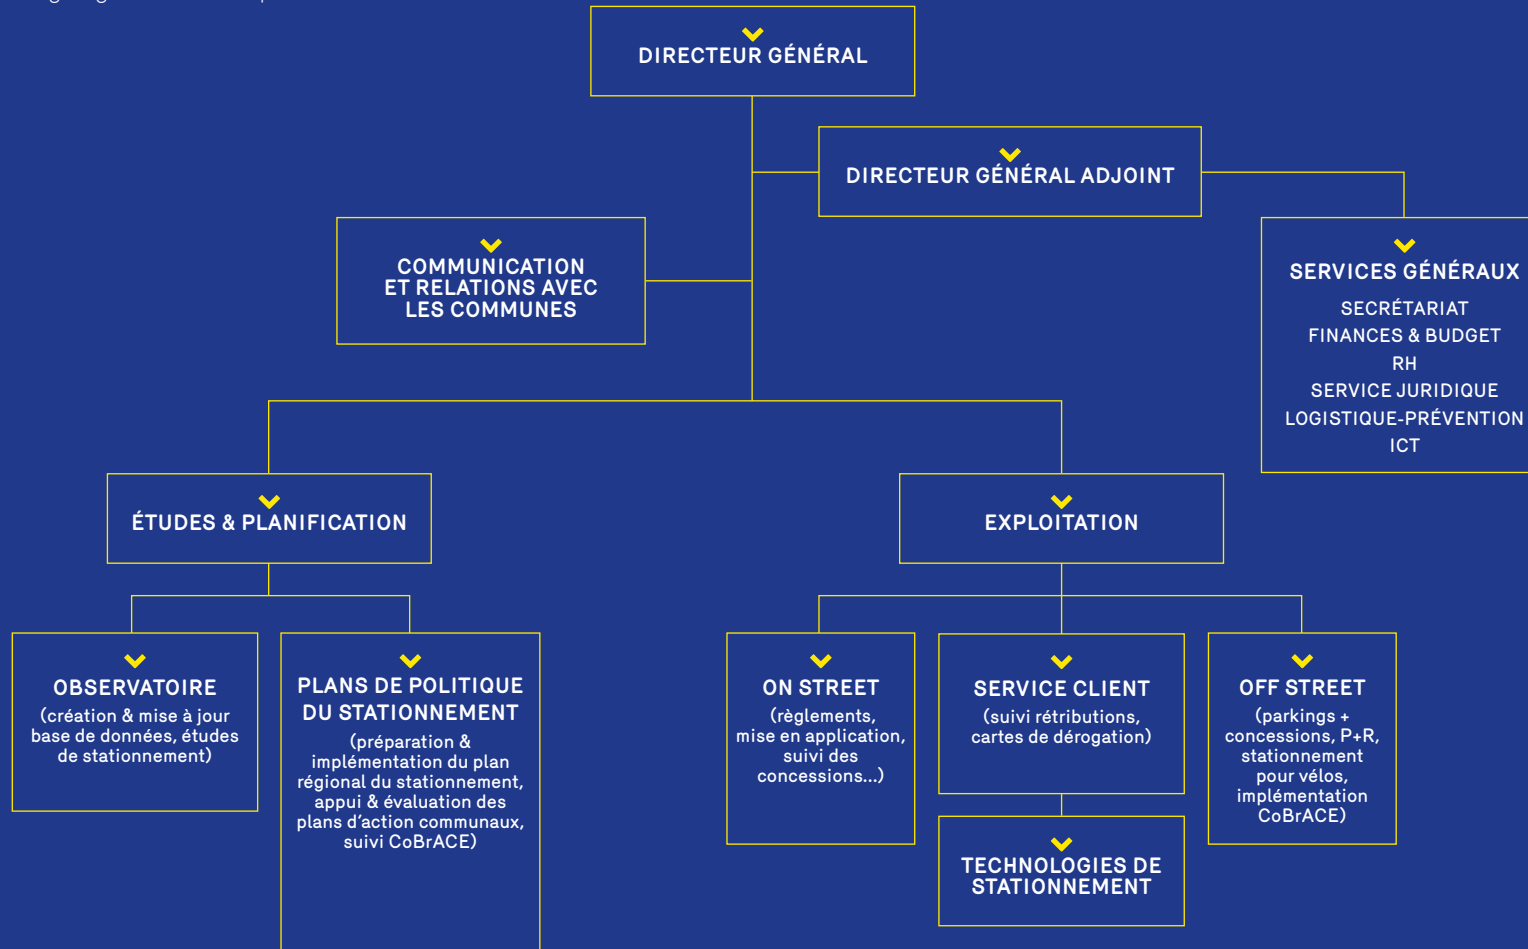 DIRECTEUR GÉNÉRAL
DIRECTEUR GÉNÉRAL ADJOINT
COMMUNICATION
ET RELATIONS AVEC
LES COMMUNES
SERVICES GÉNÉRAUX
SECRÉTARIAT
FINANCES & BUDGET
RH
SERVICE JURIDIQUE
LOGISTIQUE-PRÉVENTION
ICT
ÉTUDES & PLANIFICATION
EXPLOITATION
OBSERVATOIRE
(création & mise à jour
base de données, études
de stationnement)
PLANS DE POLITIQUE
DU STATIONNEMENT
(préparation &
implémentation du plan
régional du stationnement,
appui & évaluation des
plans d'action communaux,
suivi CoBrACE)
ON STREET
(règlements,
mise en application,
suivi des
concessions...)
SERVICE CLIENT
(suivi rétributions,
cartes de dérogation)
TECHNOLOGIES DE
STATIONNEMENT
OFF STREET
(parkings +
concessions, P+R,
stationnement
pour vélos,
implémentation
CoBrACE)